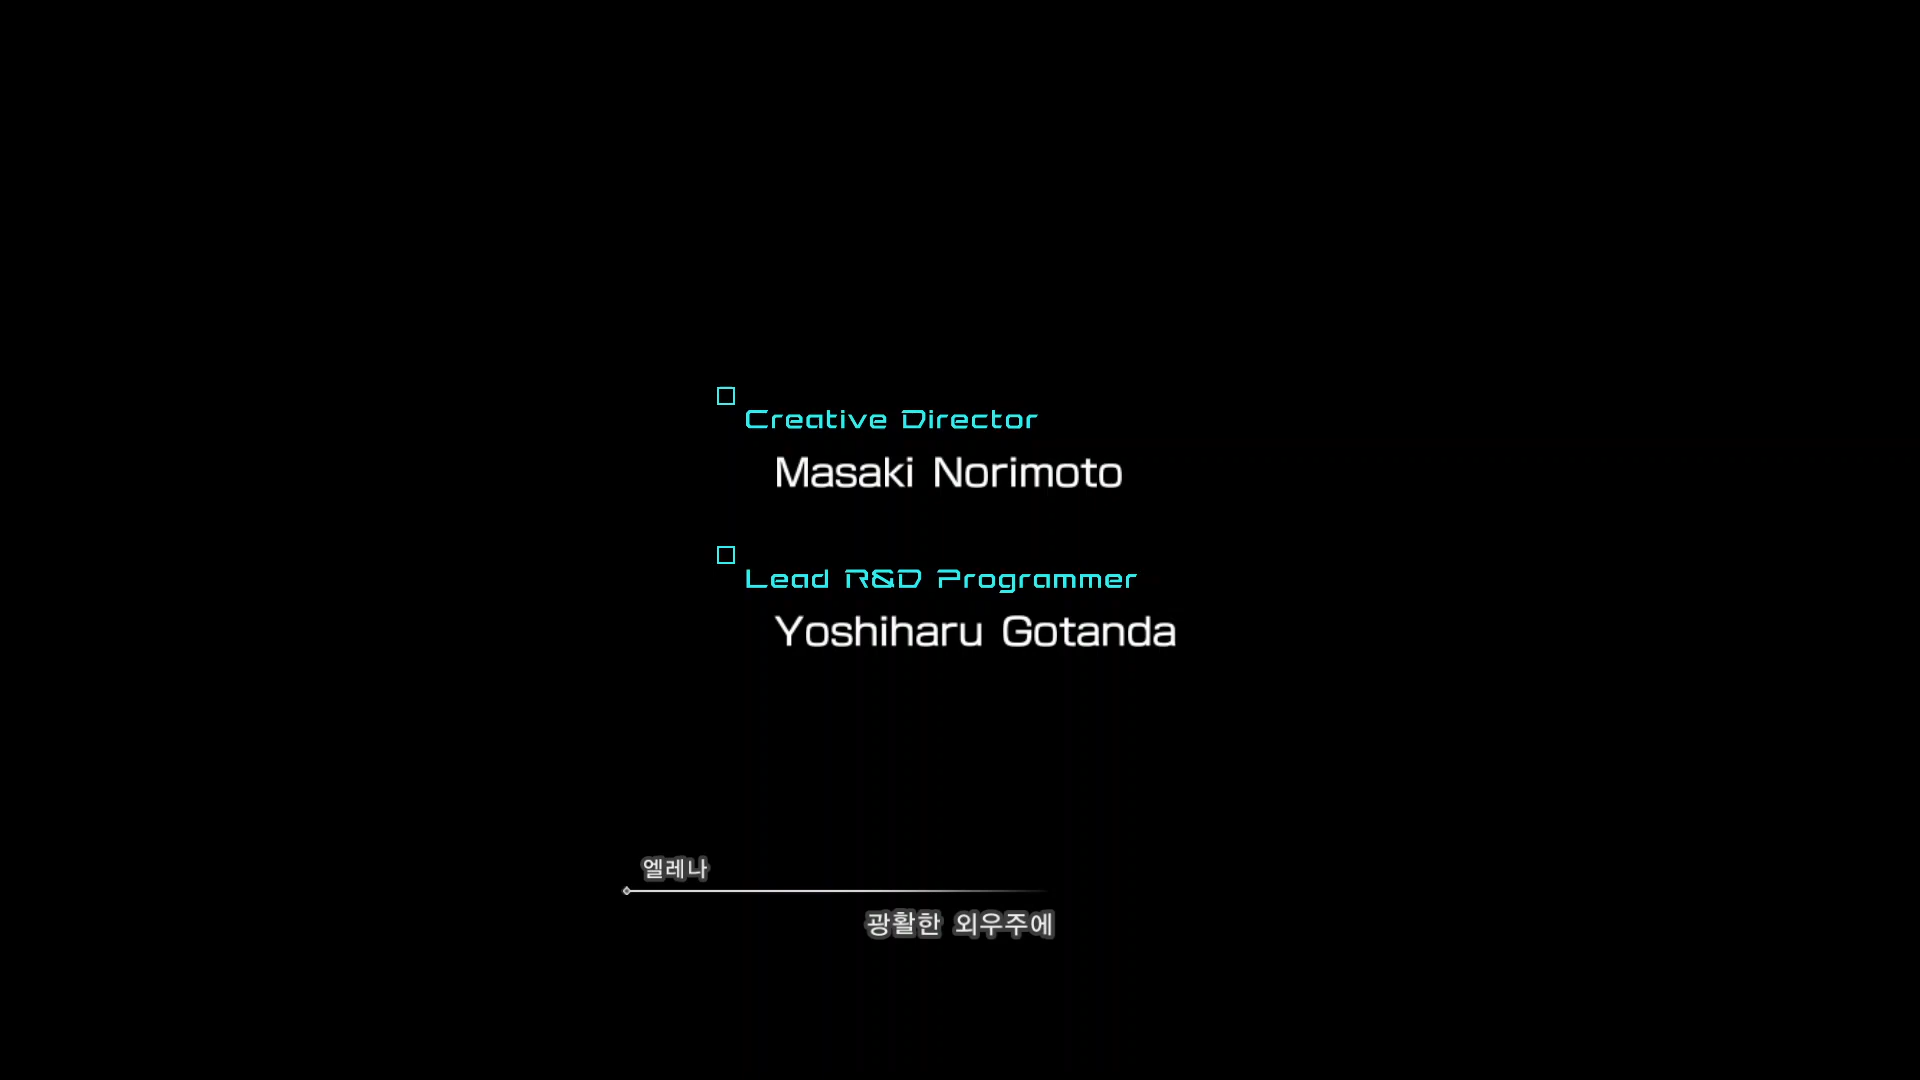 Creative Director
Masaki Norimoto
Lead R&D Programmer
Yoshiharu Gotanda
엘레나
광활한 외우주에